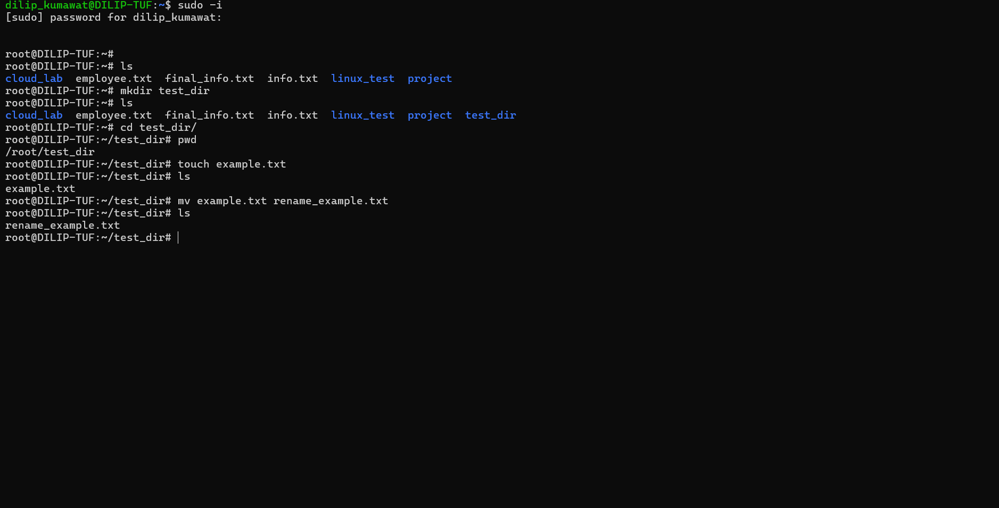 dilip_kumawat@DILIP-TUF:~$ sudo -i
[sudo] password for dilip_kumawat:
root@DILIP-TUF:~#
root@DILIP-TUF:~# ls
cloud_lab  employee.txt  final_info.txt  info.txt  linux_test  project
root@DILIP-TUF:~# mkdir test_dir
root@DILIP-TUF:~# ls
cloud_lab  employee.txt  final_info.txt  info.txt  linux_test  project  test_dir
root@DILIP-TUF:~# cd test_dir/
root@DILIP-TUF:~/test_dir# pwd
/root/test_dir
root@DILIP-TUF:~/test_dir# touch example.txt
root@DILIP-TUF:~/test_dir# ls
example.txt
root@DILIP-TUF:~/test_dir# mv example.txt rename_example.txt
root@DILIP-TUF:~/test_dir# ls
rename_example.txt
root@DILIP-TUF:~/test_dir#